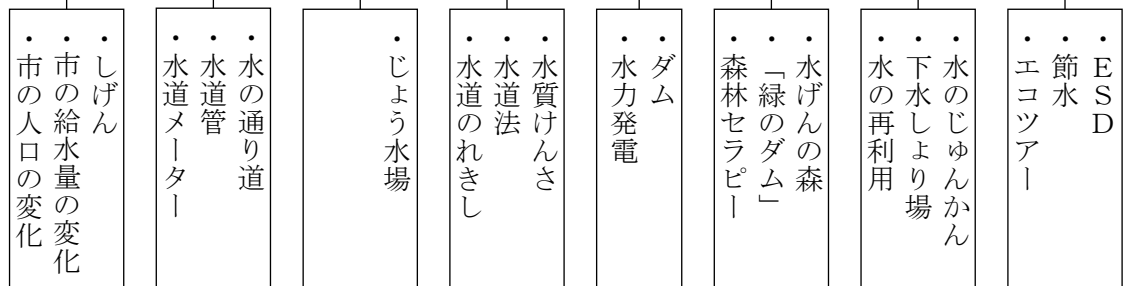 ・ＥＳＤ
・節水
・エコツアー
・水のじゅんかん
・下水しょり場
・水の再利用
・水げんの森
・「緑のダム」
・森林セラピー
・ダム
・水力発電
・水質けんさ
・水道法
・水道のれきし
・じょう水場
・水の通り道
・水道管
・水道メーター
・しげん
・市の給水量の変化
・市の人口の変化